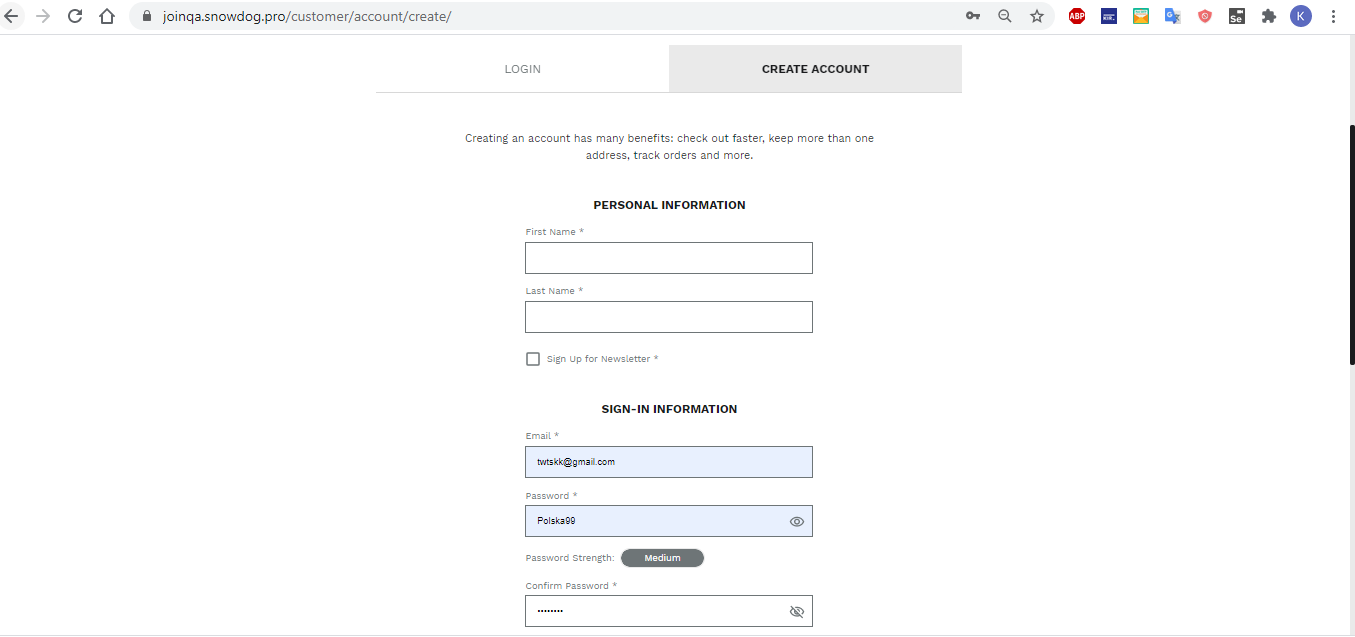 joinqa.snowdog.pro/customer/account/create/
ABP
Se
K
LOGIN
CREATE ACCOUNT
Creating an account has many benefits: check out faster, keep more than one
address, track orders and more.
PERSONAL INFORMATION
First Name *
Last Name *
Sign Up for Newsletter *
SIGN-IN INFORMATION
Email *
twtskk@gmail.com
Password *
Polska99
Password Strength: Medium
Confirm Password *
••••••••